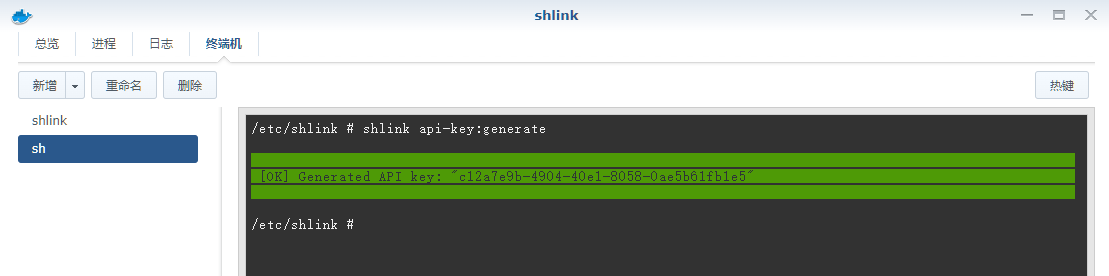 shlink
总览 进程 日志 终端机
新增 重命名 删除 热键
shlink
sh
/etc/shlink # shlink api-key:generate
[OK] Generated API key: "c12a7e9b-4904-40e1-8058-0ae5b61fb1e5"
/etc/shlink #